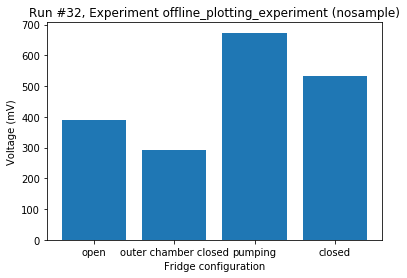 Run #32, Experiment offline_plotting_experiment (nosample)
Voltage (mV)
700
600
500
400
300
200
100
0
open outer chamber closed pumping closed
Fridge configuration